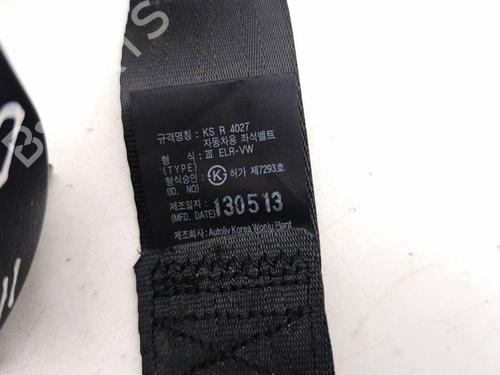 규격명칭 : KS R 4027
자동차용 좌석벨트
형 식 : Ⅲ ELR-VW
(TYPE)
형식승인 : K 허가 제7293호
(ID. NO)
제조일자 : 130513
(MFD. DATE)
제조회사 : Autoliv Korea Wonju Plant